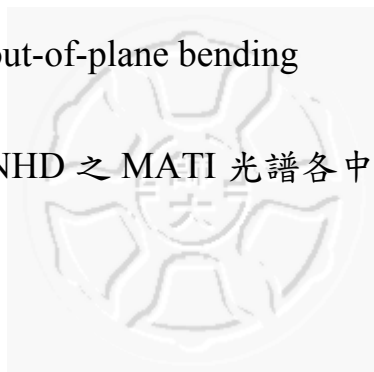 out-of-plane bending
NHD 之 MATI 光譜各中